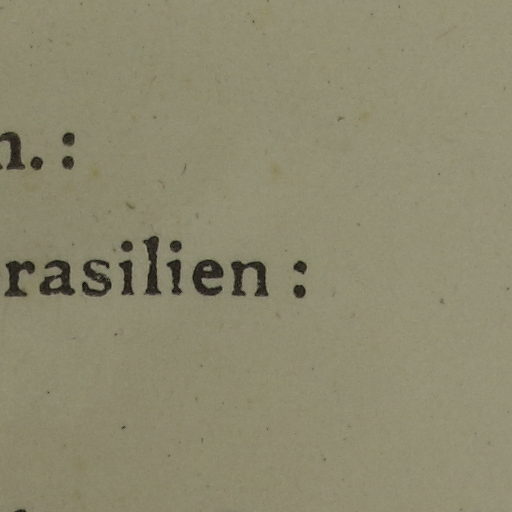 n. :
rasilien :